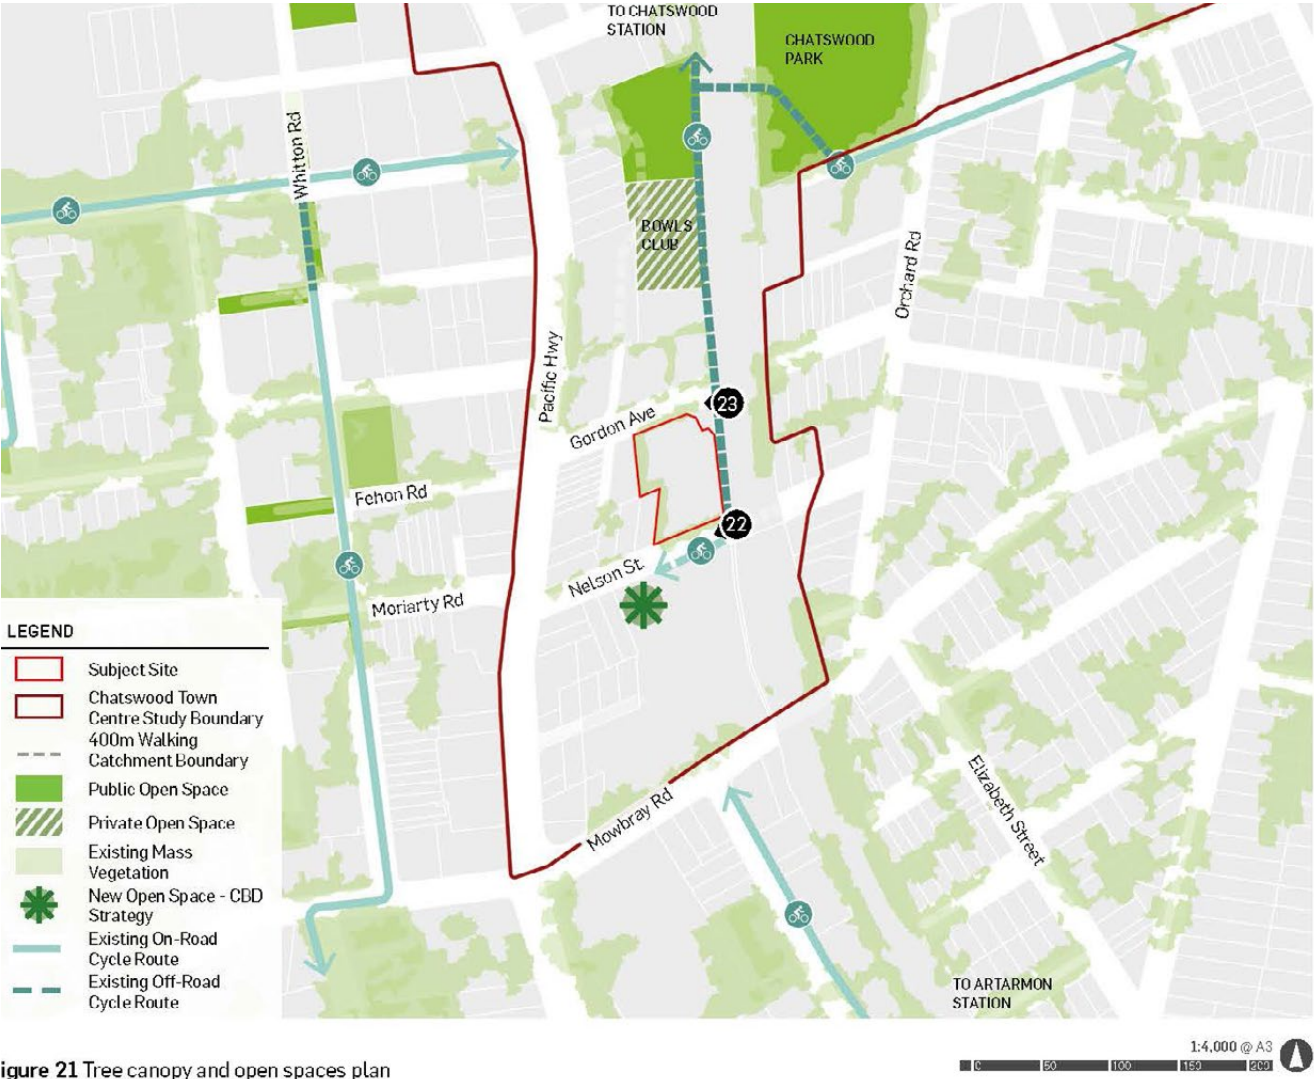 TO CHATSWOOD
STATION
CHATSWOOD
PARK
Whitton Rd
BOWLS
CLUB
Orchard Rd
Pacific Hwy
Gordon Ave
23
Fehon Rd
22
Nelson St
Moriarty Rd
LEGEND
Subject Site
Chatswood Town
Centre Study Boundary
400m Walking
Catchment Boundary
Public Open Space
Private Open Space
Existing Mass
Vegetation
New Open Space - CBD
Strategy
Existing On-Road
Cycle Route
Existing Off-Road
Cycle Route
Mowbray Rd
Elizabeth Street
TO ARTARMON
STATION
1:4,000 @ A3
0 50 100 150 200
igure 21 Tree canopy and open spaces plan